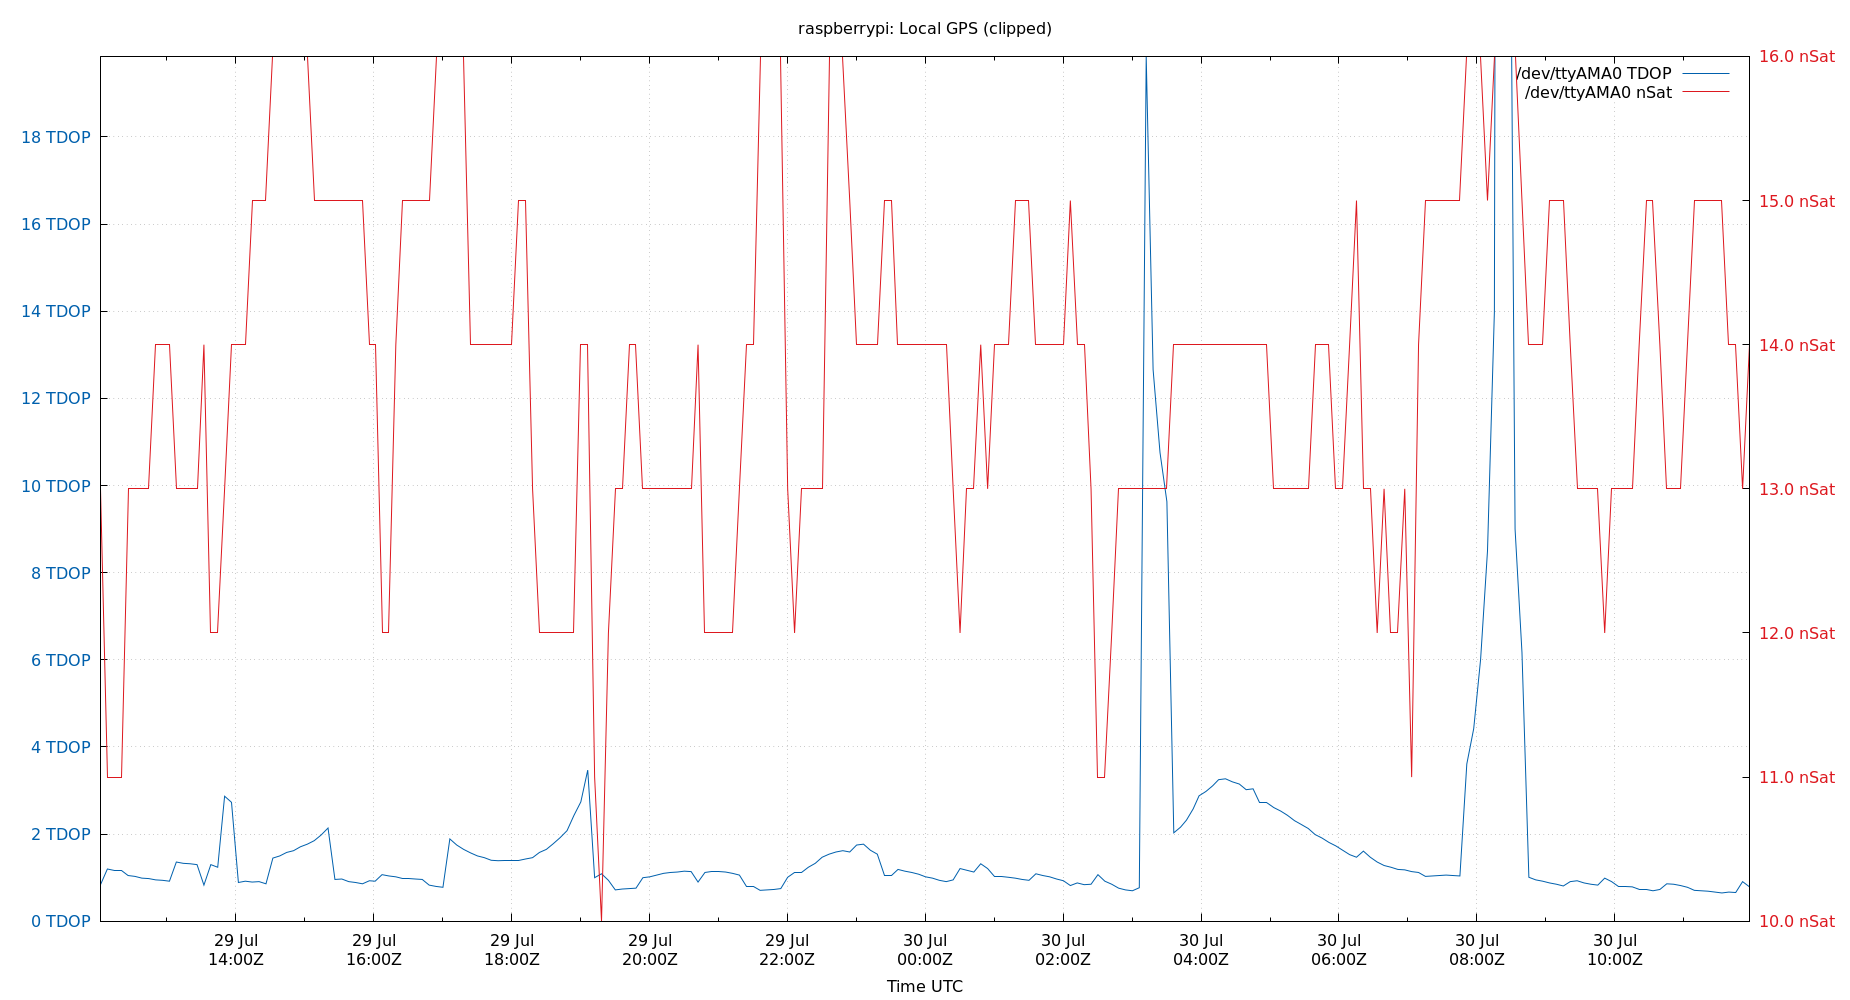 raspberrypi: Local GPS (clipped)
/dev/ttyAMA0 TDOP
/dev/ttyAMA0 nSat
18 TDOP
16 TDOP
14 TDOP
12 TDOP
10 TDOP
8 TDOP
6 TDOP
4 TDOP
2 TDOP
0 TDOP
16.0 nSat
15.0 nSat
14.0 nSat
13.0 nSat
12.0 nSat
11.0 nSat
10.0 nSat
29 Jul
14:00Z
29 Jul
16:00Z
29 Jul
18:00Z
29 Jul
20:00Z
29 Jul
22:00Z
30 Jul
00:00Z
30 Jul
02:00Z
30 Jul
04:00Z
30 Jul
06:00Z
30 Jul
08:00Z
30 Jul
10:00Z
Time UTC